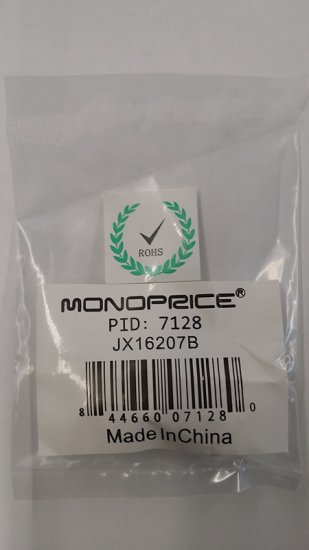 ROHS
MONOPRICE®
PID: 7128
JX16207B
8 44660 07128 0
Made In China